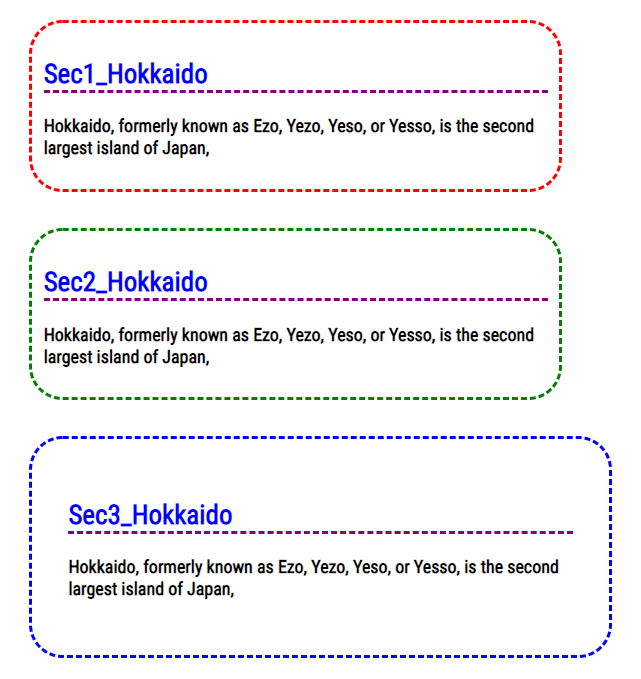 Sec1_Hokkaido
Hokkaido, formerly known as Ezo, Yezo, Yeso, or Yesso, is the second
largest island of Japan,
Sec2_Hokkaido
Hokkaido, formerly known as Ezo, Yezo, Yeso, or Yesso, is the second
largest island of Japan,
Sec3_Hokkaido
Hokkaido, formerly known as Ezo, Yezo, Yeso, or Yesso, is the second
largest island of Japan,